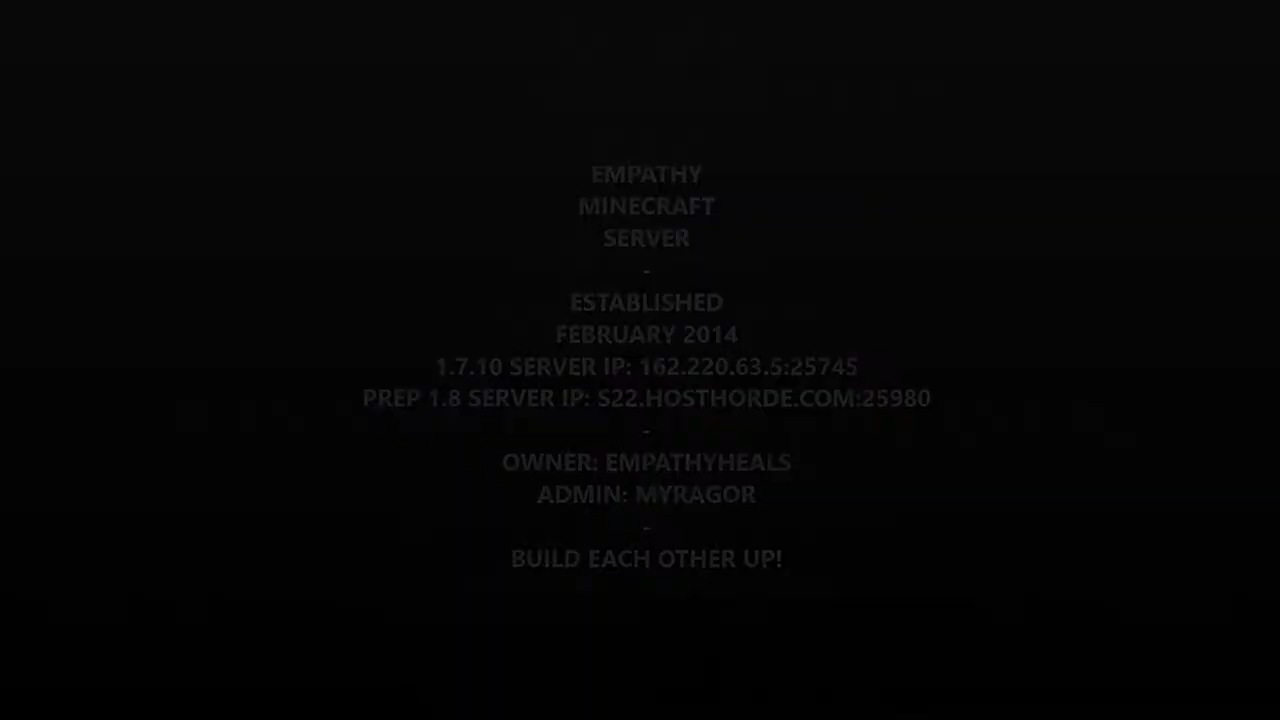 EMPATHY
MINECRAFT
SERVER
-
ESTABLISHED
FEBRUARY 2014
1.7.10 SERVER IP: 162.220.63.5:25745
PREP 1.8 SERVER IP: S22.HOSTHORDE.COM:25980
-
OWNER: EMPATHYHEALS
ADMIN: MYRAGOR
-
BUILD EACH OTHER UP!